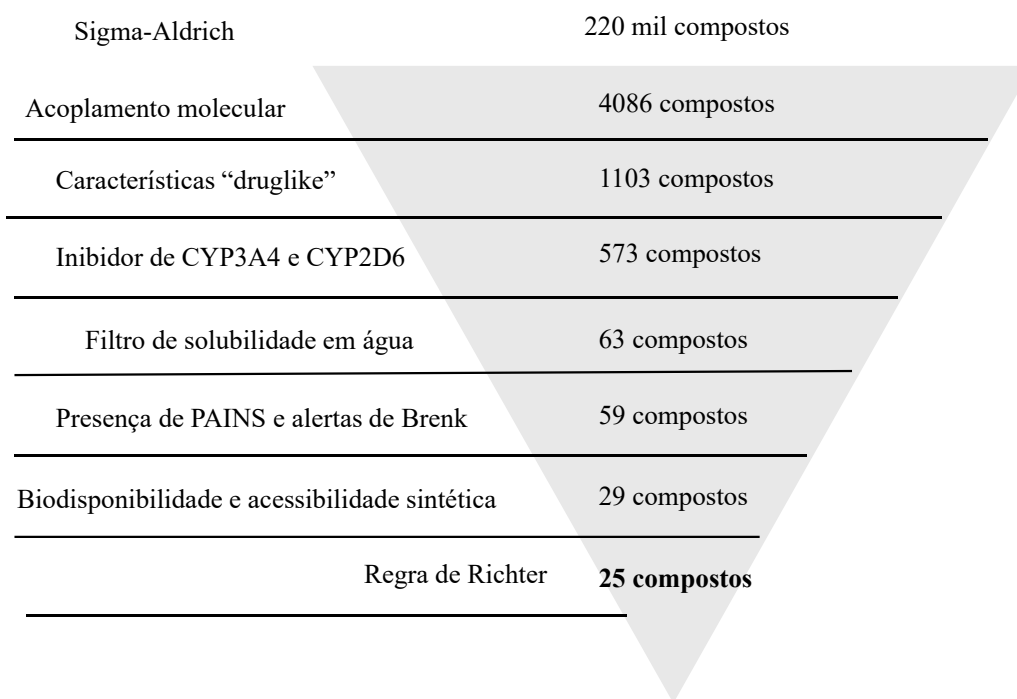 Sigma-Aldrich 220 mil compostos
Acoplamento molecular 4086 compostos
Características “druglike” 1103 compostos
Inibidor de CYP3A4 e CYP2D6 573 compostos
Filtro de solubilidade em água 63 compostos
Presença de PAINS e alertas de Brenk 59 compostos
Biodisponibilidade e acessibilidade sintética 29 compostos
Regra de Richter 25 compostos